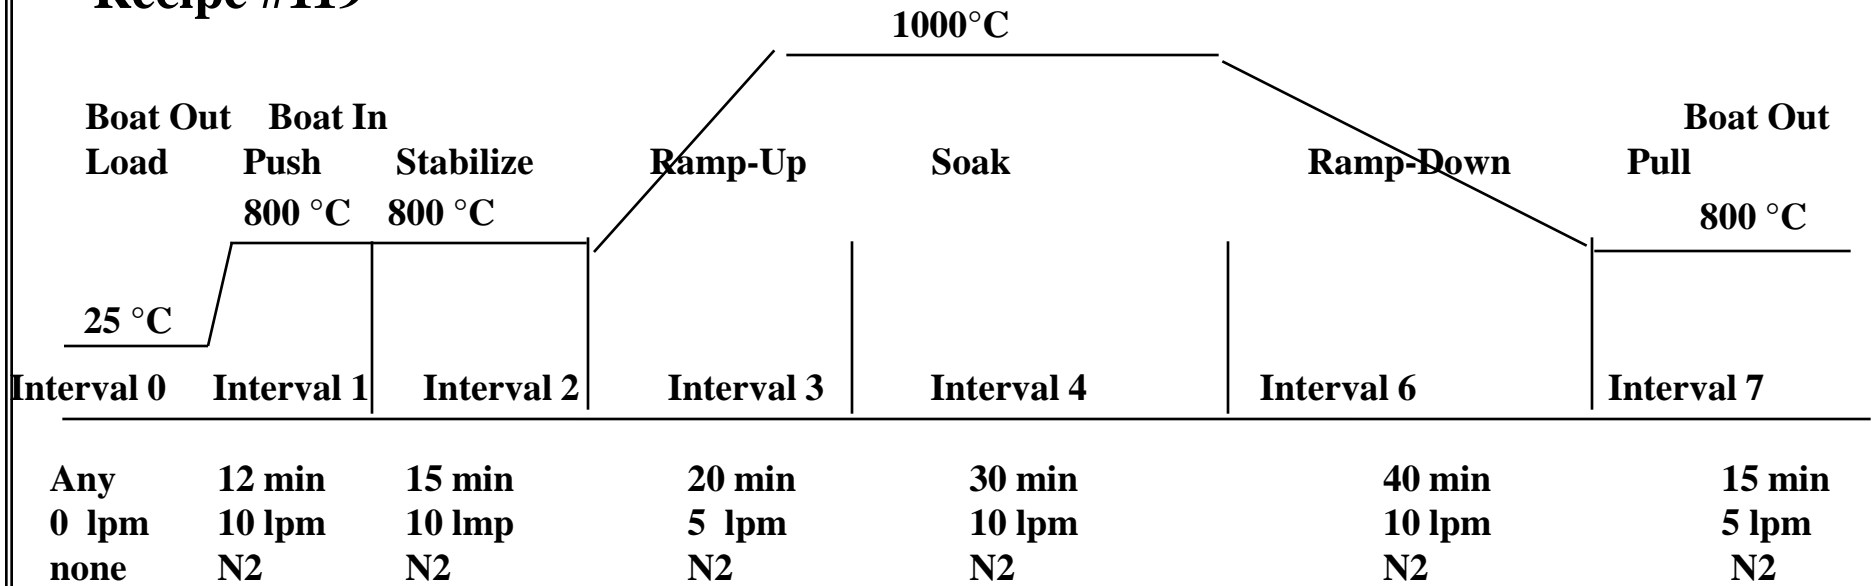 Recipe #119
1000°C
Boat Out Boat In Boat Out
Load Push Stabilize Ramp-Up Soak Ramp-Down Pull
800 °C 800 °C 800 °C
25 °C
Interval 0 Interval 1 Interval 2 Interval 3 Interval 4 Interval 6 Interval 7
Any 12 min 15 min 20 min 30 min 40 min 15 min
0 lpm 10 lpm 10 lmp 5 lpm 10 lpm 10 lpm 5 lpm
none N2 N2 N2 N2 N2 N2